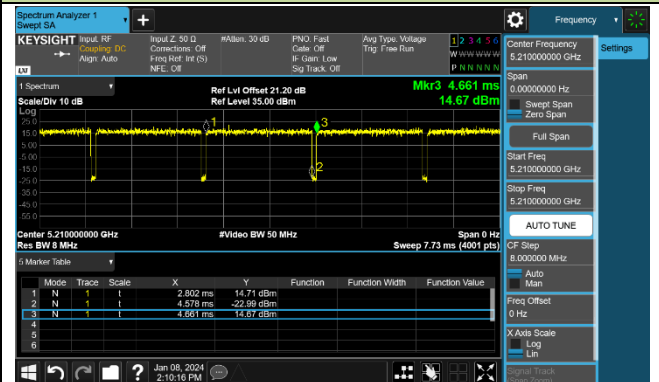 Spectrum Analyzer 1
Swept SA
Frequency
KEYSIGHT
Input: RF
Coupling: DC
Align: Auto
Input Z: 50 Ω
Corrections: Off
Freq Ref: Int (S)
NFE: Off
#Atten: 30 dB
PNO: Fast
Gate: Off
IF Gain: Low
Sig Track: Off
Avg Type: Voltage
Trig: Free Run
1 2 3 4 5 6
W W W W W W
P N N N N N
LXI
1 Spectrum
Scale/Div 10 dB
Ref Lvl Offset 21.20 dB
Ref Level 35.00 dBm
Mkr3 4.661 ms
14.67 dBm
Log
25.0
15.0
5.00
-5.00
-15.0
-25.0
-35.0
-45.0
-55.0
1
2
3
Center 5.210000000 GHz
Res BW 8 MHz
#Video BW 50 MHz
Span 0 Hz
Sweep 7.73 ms (4001 pts)
5 Marker Table
Mode Trace Scale X Y Function Function Width Function Value
1 N 1 t 2.802 ms 14.71 dBm
2 N 1 t 4.578 ms -22.99 dBm
3 N 1 t 4.661 ms 14.67 dBm
4
5
6
Jan 08, 2024
2:10:16 PM
Center Frequency
5.210000000 GHz
Settings
Span
0.00000000 Hz
Swept Span
Zero Span
Full Span
Start Freq
5.210000000 GHz
Stop Freq
5.210000000 GHz
AUTO TUNE
CF Step
8.000000 MHz
Auto
Man
Freq Offset
0 Hz
X Axis Scale
Log
Lin
Signal Track
(Span Zoom)